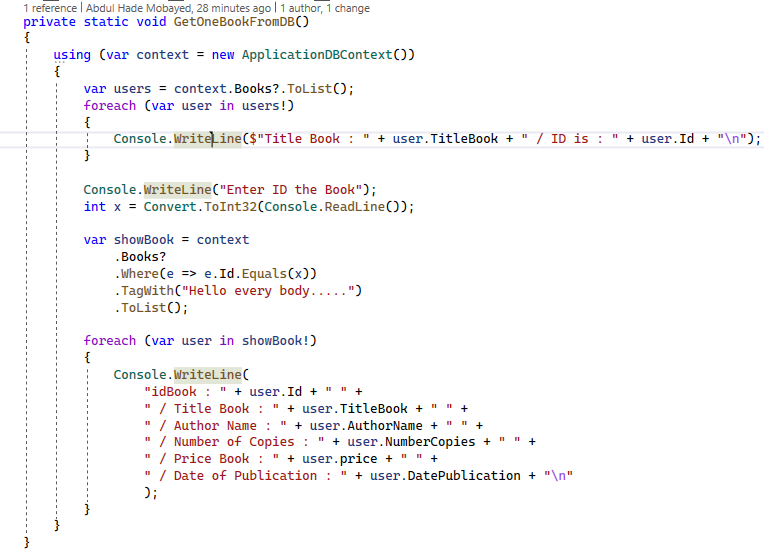 1 reference | Abdul Hade Mobayed, 28 minutes ago | 1 author, 1 change
private static void GetOneBookFromDB()
{
    using (var context = new ApplicationDBContext())
    {
        var users = context.Books?.ToList();
        foreach (var user in users!)
        {
            Console.WriteLine($"Title Book : " + user.TitleBook + " / ID is : " + user.Id + "\n");
        }

        Console.WriteLine("Enter ID the Book");
        int x = Convert.ToInt32(Console.ReadLine());

        var showBook = context
            .Books?
            .Where(e => e.Id.Equals(x))
            .TagWith("Hello every body.....")
            .ToList();

        foreach (var user in showBook!)
        {
            Console.WriteLine(
                "idBook : " + user.Id + " " +
                " / Title Book : " + user.TitleBook + " " +
                " / Author Name : " + user.AuthorName + " " +
                " / Number of Copies : " + user.NumberCopies + " " +
                " / Price Book : " + user.price + " " +
                " / Date of Publication : " + user.DatePublication + "\n"
                );
        }
    }
}